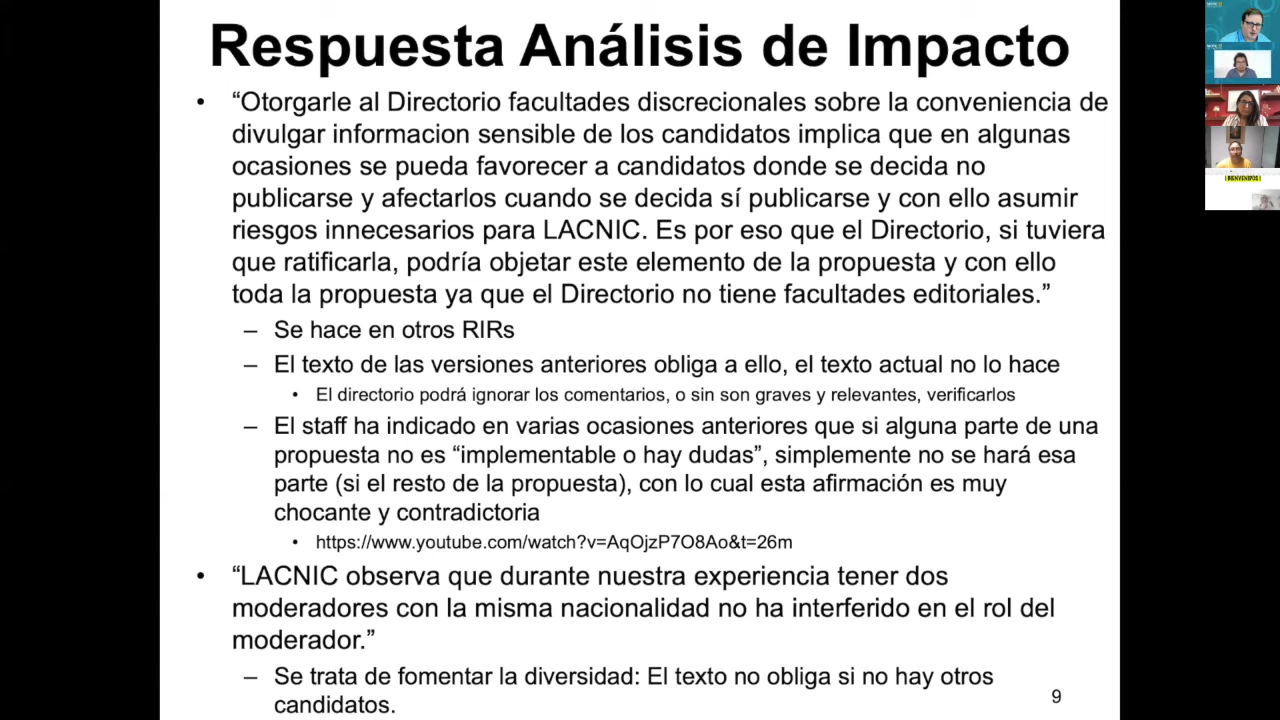 Respuesta Análisis de Impacto
• “Otorgarle al Directorio facultades discrecionales sobre la conveniencia de
divulgar informacion sensible de los candidatos implica que en algunas
ocasiones se pueda favorecer a candidatos donde se decida no
publicarse y afectarlos cuando se decida sí publicarse y con ello asumir
riesgos innecesarios para LACNIC. Es por eso que el Directorio, si tuviera
que ratificarla, podría objetar este elemento de la propuesta y con ello
toda la propuesta ya que el Directorio no tiene facultades editoriales.”
– Se hace en otros RIRs
– El texto de las versiones anteriores obliga a ello, el texto actual no lo hace
• El directorio podrá ignorar los comentarios, o sin son graves y relevantes, verificarlos
– El staff ha indicado en varias ocasiones anteriores que si alguna parte de una
propuesta no es “implementable o hay dudas”, simplemente no se hará esa
parte (si el resto de la propuesta), con lo cual esta afirmación es muy
chocante y contradictoria
• https://www.youtube.com/watch?v=AqOjzP7O8Ao&t=26m
• “LACNIC observa que durante nuestra experiencia tener dos
moderadores con la misma nacionalidad no ha interferido en el rol del
moderador.”
– Se trata de fomentar la diversidad: El texto no obliga si no hay otros
candidatos.
9
¡BIENVENIDOS!